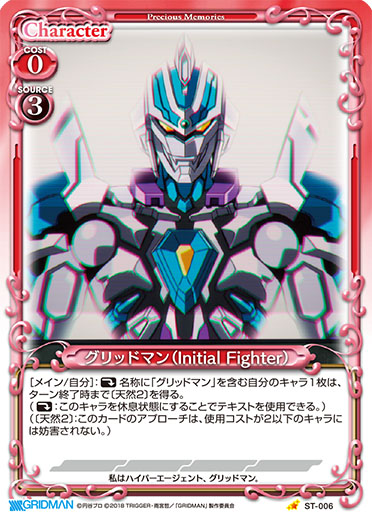 Precious Memories
Character
COST
0
SOURCE
3
グリッドマン(Initial Fighter)
[メイン/自分]:　名称に「グリッドマン」を含む自分のキャラ1枚は、
ターン終了時まで[天然2]を得る。
(　:このキャラを休息状態にすることでテキストを使用できる。)
([天然2]:このカードのアプローチは、使用コストが2以下のキャラに
は妨害されない。)
私はハイパーエージェント、グリッドマン。
GRIDMAN ©円谷プロ ©2018 TRIGGER・雨宮哲/「GRIDMAN」製作委員会 ST-006